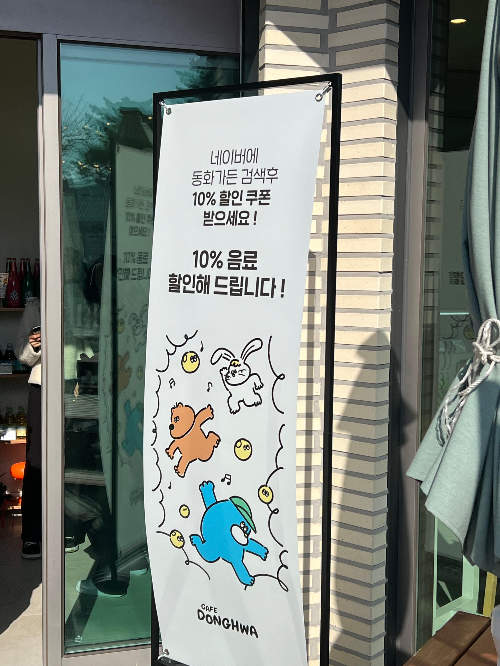 네이버에
동화가든 검색후
10% 할인 쿠폰
받으세요 !
10% 음료
할인해 드립니다 !
CAFE
DONGHWA